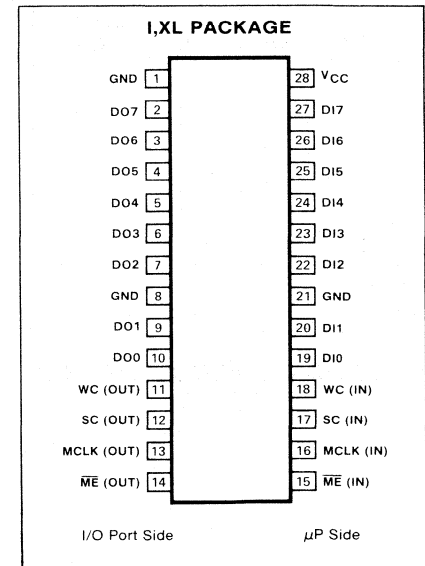 I,XL PACKAGE
GND 1 28 VCC
DO7 2 27 DI7
DO6 3 26 DI6
DO5 4 25 DI5
DO4 5 24 DI4
DO3 6 23 DI3
DO2 7 22 DI2
GND 8 21 GND
DO1 9 20 DI1
DO0 10 19 DI0
WC (OUT) 11 18 WC (IN)
SC (OUT) 12 17 SC (IN)
MCLK (OUT) 13 16 MCLK (IN)
M̅E̅ (OUT) 14 15 M̅E̅ (IN)
I/O Port Side μP Side